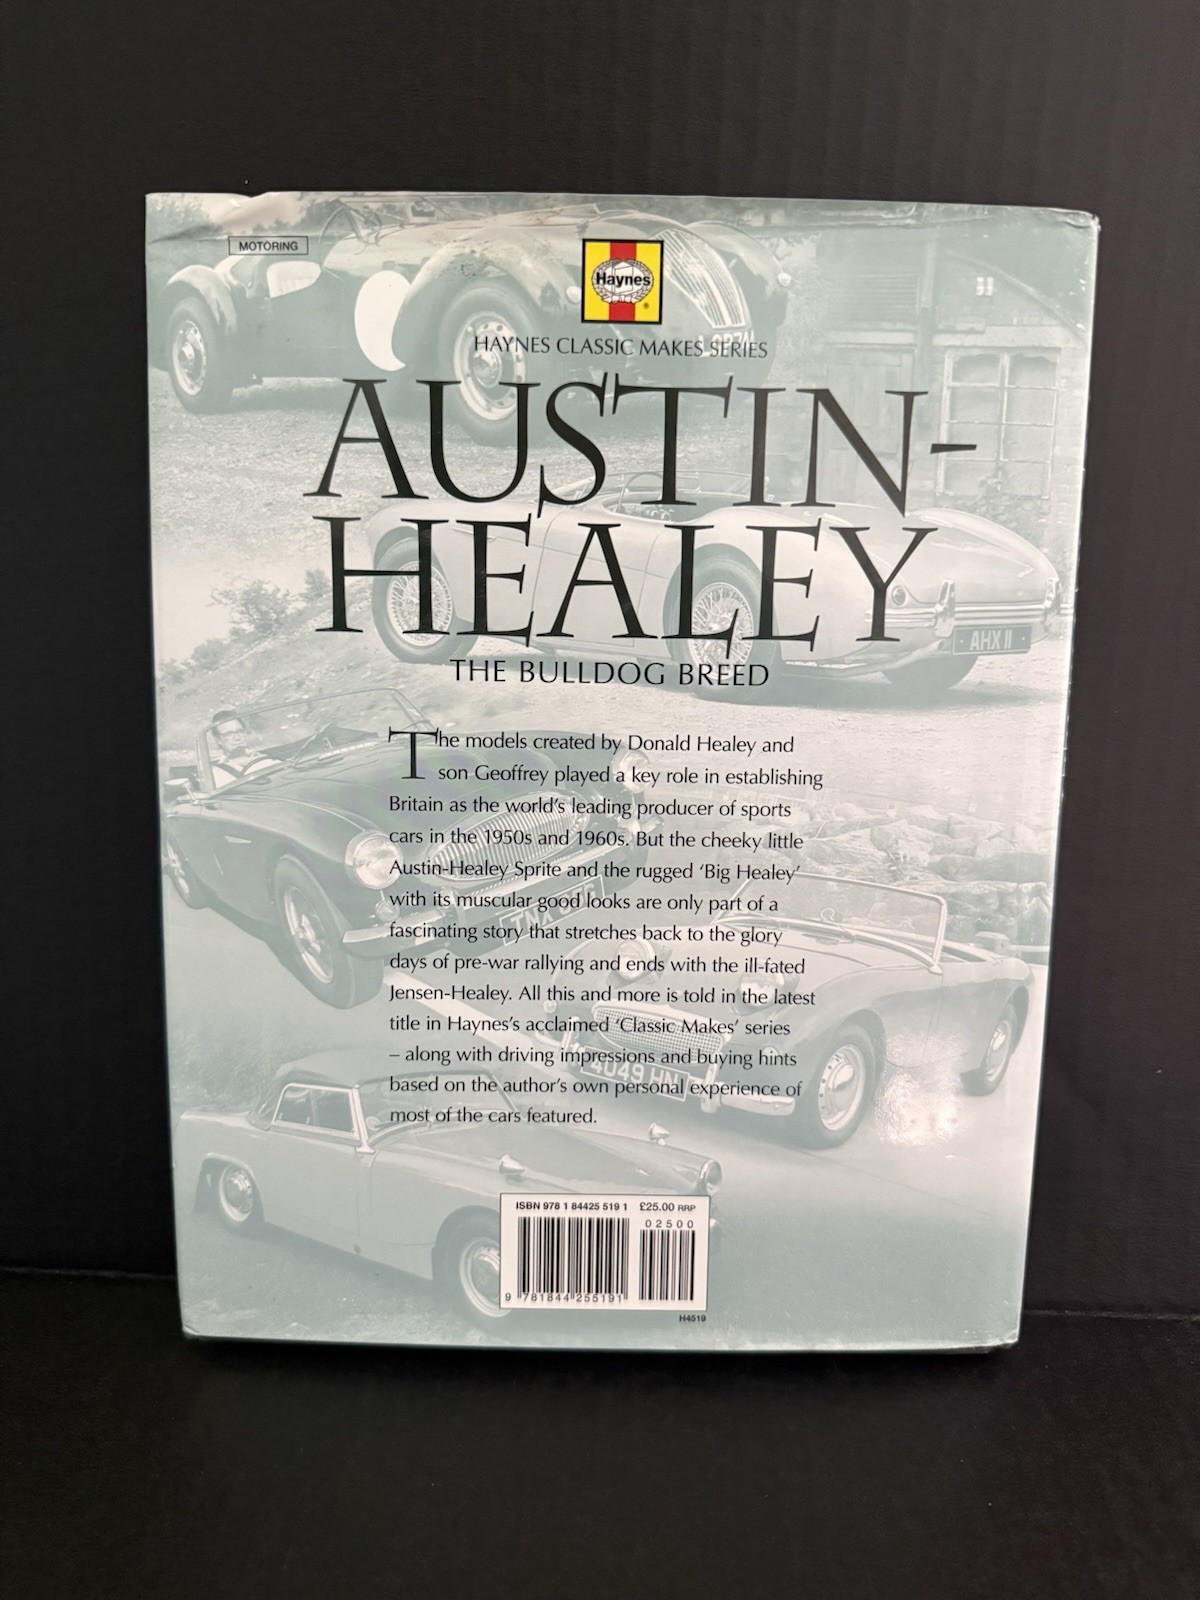 MOTORING
Haynes
HAYNES CLASSIC MAKES SERIES
AUSTIN-
HEALEY
THE BULLDOG BREED
AHX II
The models created by Donald Healey and
son Geoffrey played a key role in establishing
Britain as the world's leading producer of sports
cars in the 1950s and 1960s. But the cheeky little
Austin-Healey Sprite and the rugged 'Big Healey'
with its muscular good looks are only part of a
fascinating story that stretches back to the glory
days of pre-war rallying and ends with the ill-fated
Jensen-Healey. All this and more is told in the latest
title in Haynes's acclaimed 'Classic Makes' series
– along with driving impressions and buying hints
based on the author's own personal experience of
most of the cars featured.
4049 HN
ISBN 978 1 84425 519 1 £25.00 RRP
02500
9 781844 255191
H4519